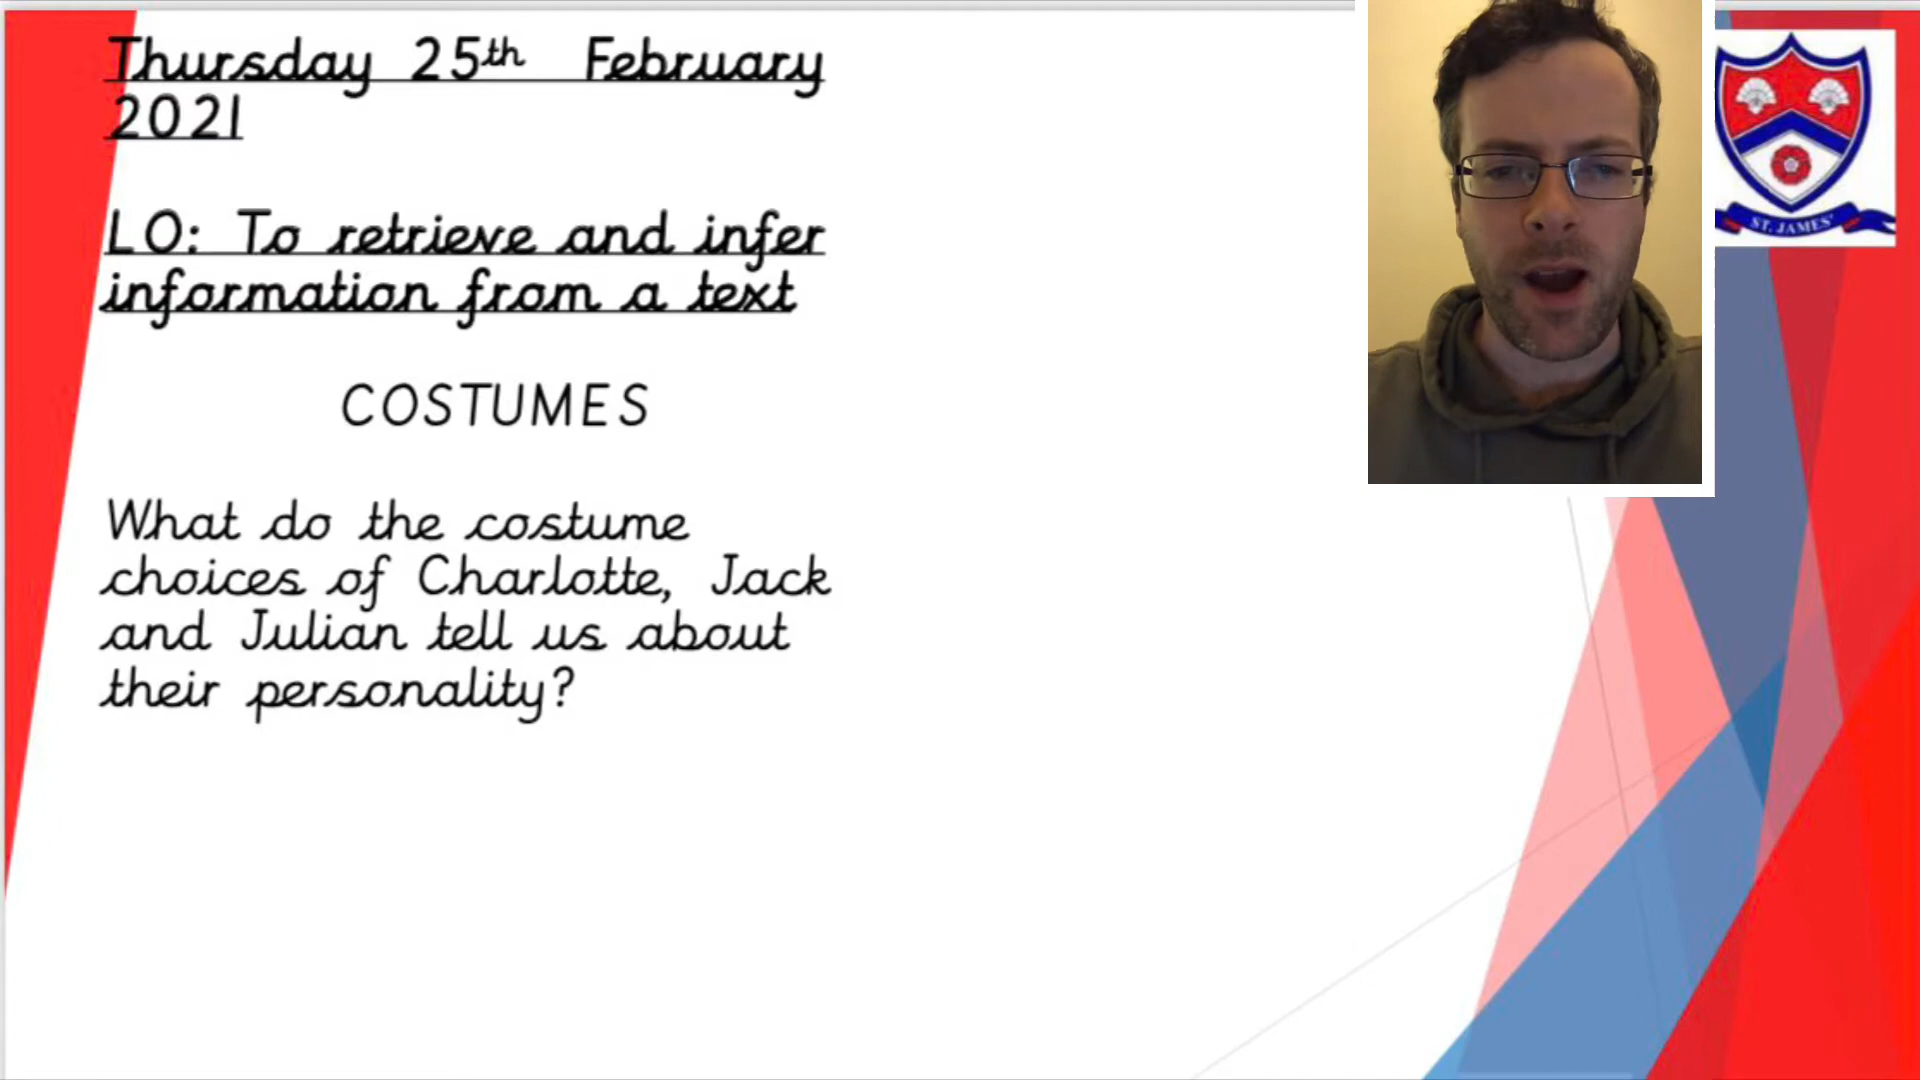 Thursday 25th February
2021
LO: To retrieve and infer
information from a text
COSTUMES
What do the costume
choices of Charlotte, Jack
and Julian tell us about
their personality?
ST. JAMES'